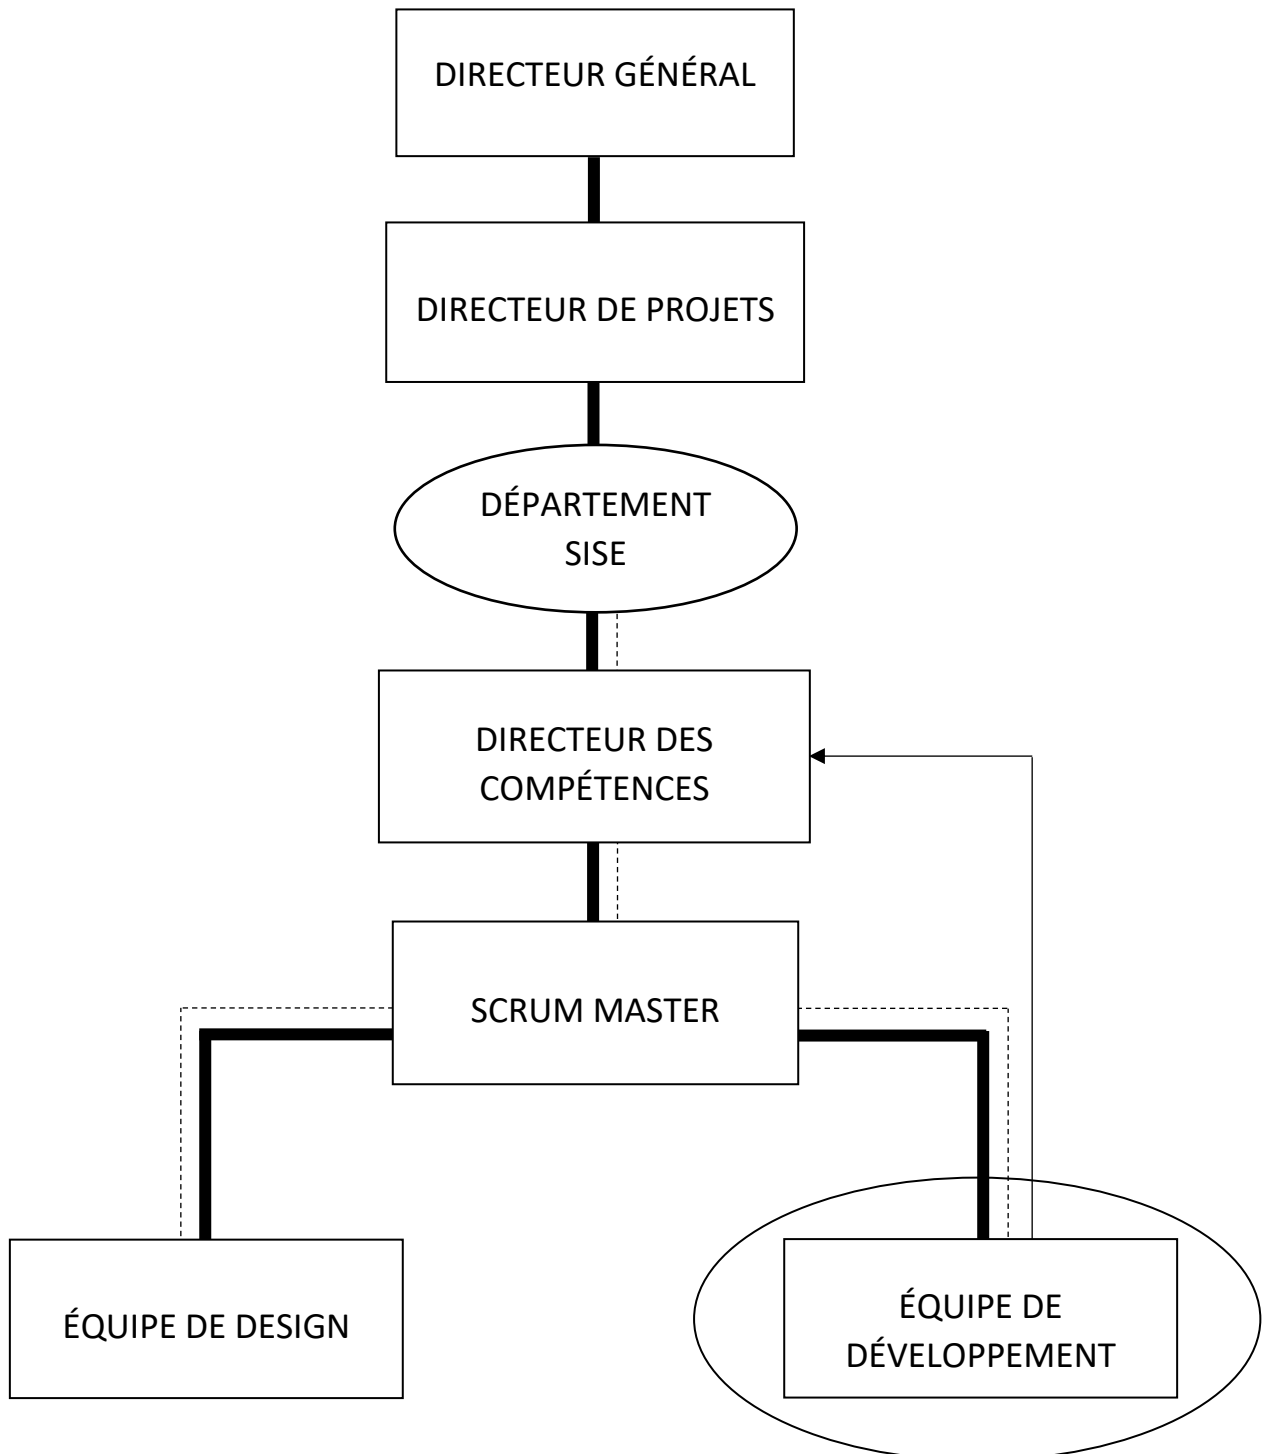 DIRECTEUR GÉNÉRAL
DIRECTEUR DE PROJETS
DÉPARTEMENT
SISE
DIRECTEUR DES
COMPÉTENCES
SCRUM MASTER
ÉQUIPE DE DESIGN
ÉQUIPE DE
DÉVELOPPEMENT